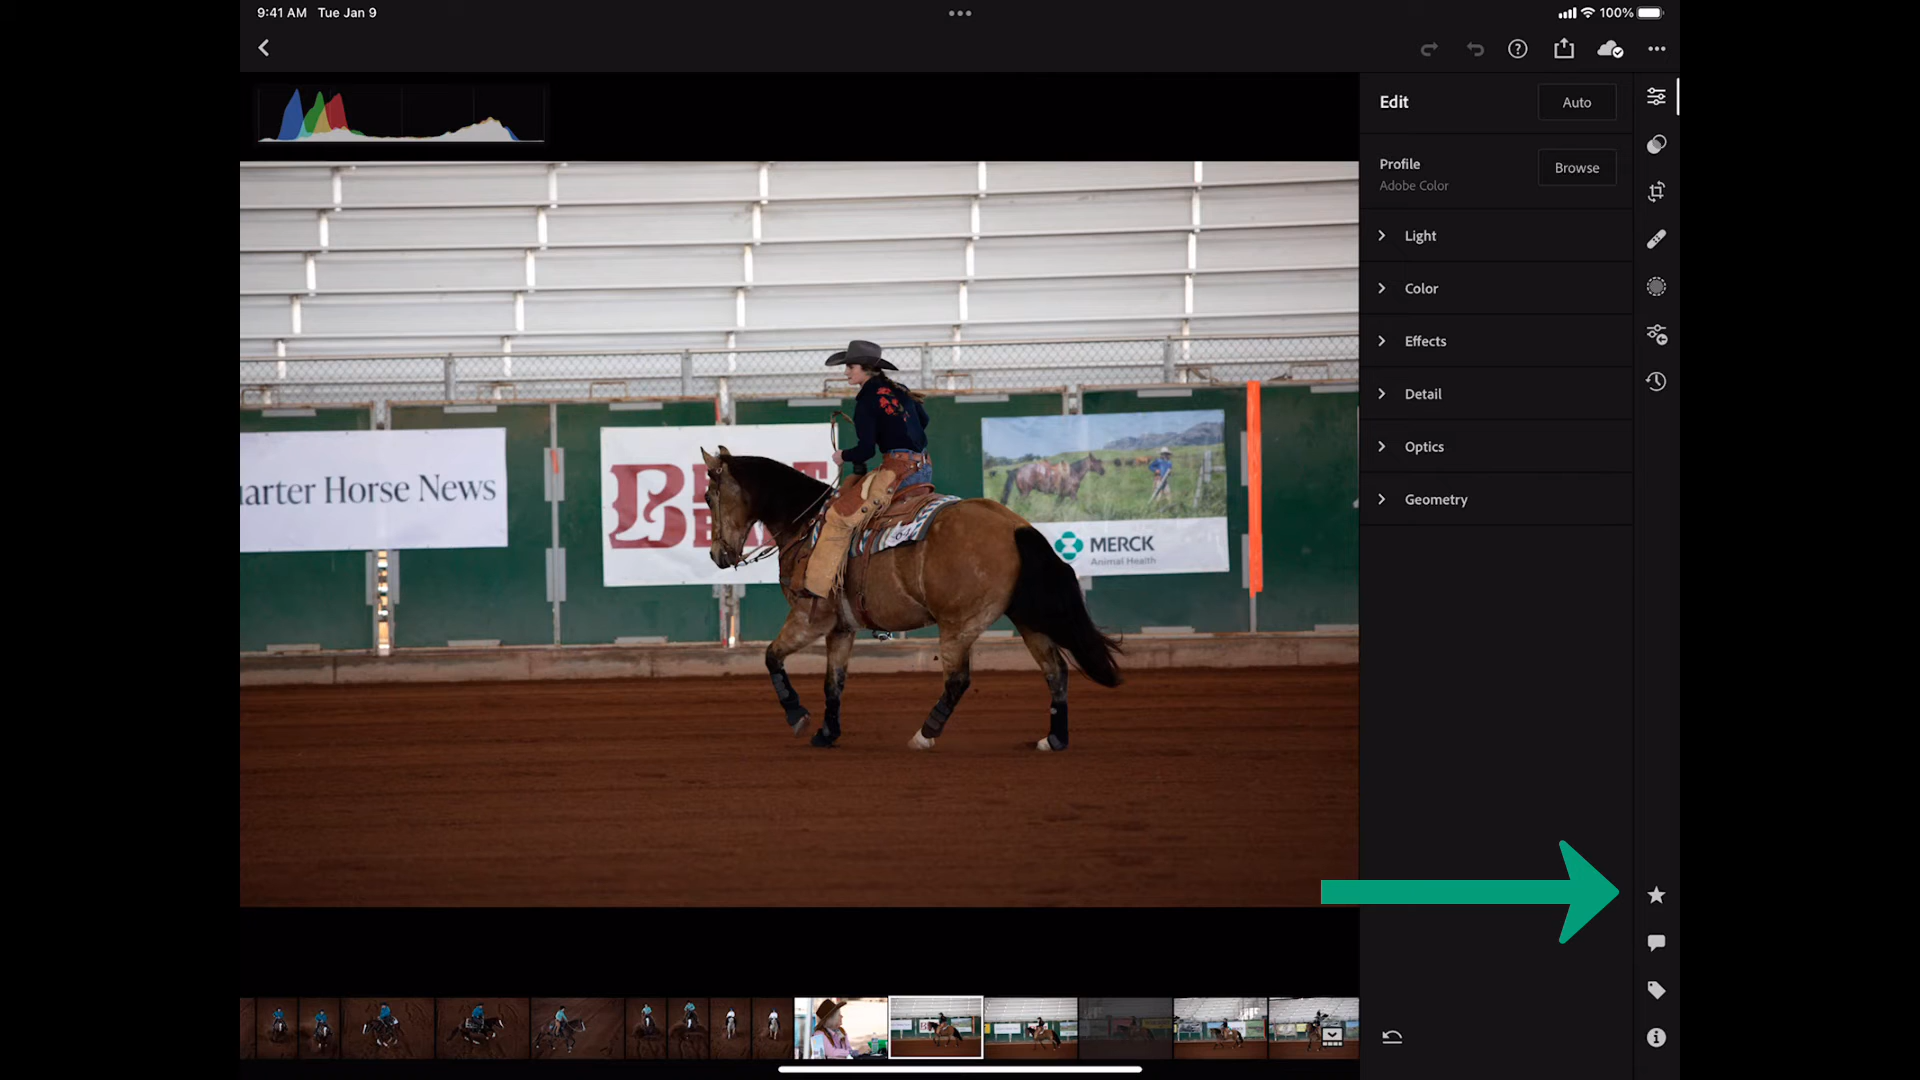 9:41 AM Tue Jan 9
100%
Edit
Auto
Profile
Adobe Color
Browse
Light
Color
Effects
Detail
Optics
Geometry
arter Horse News
MERCK
Animal Health